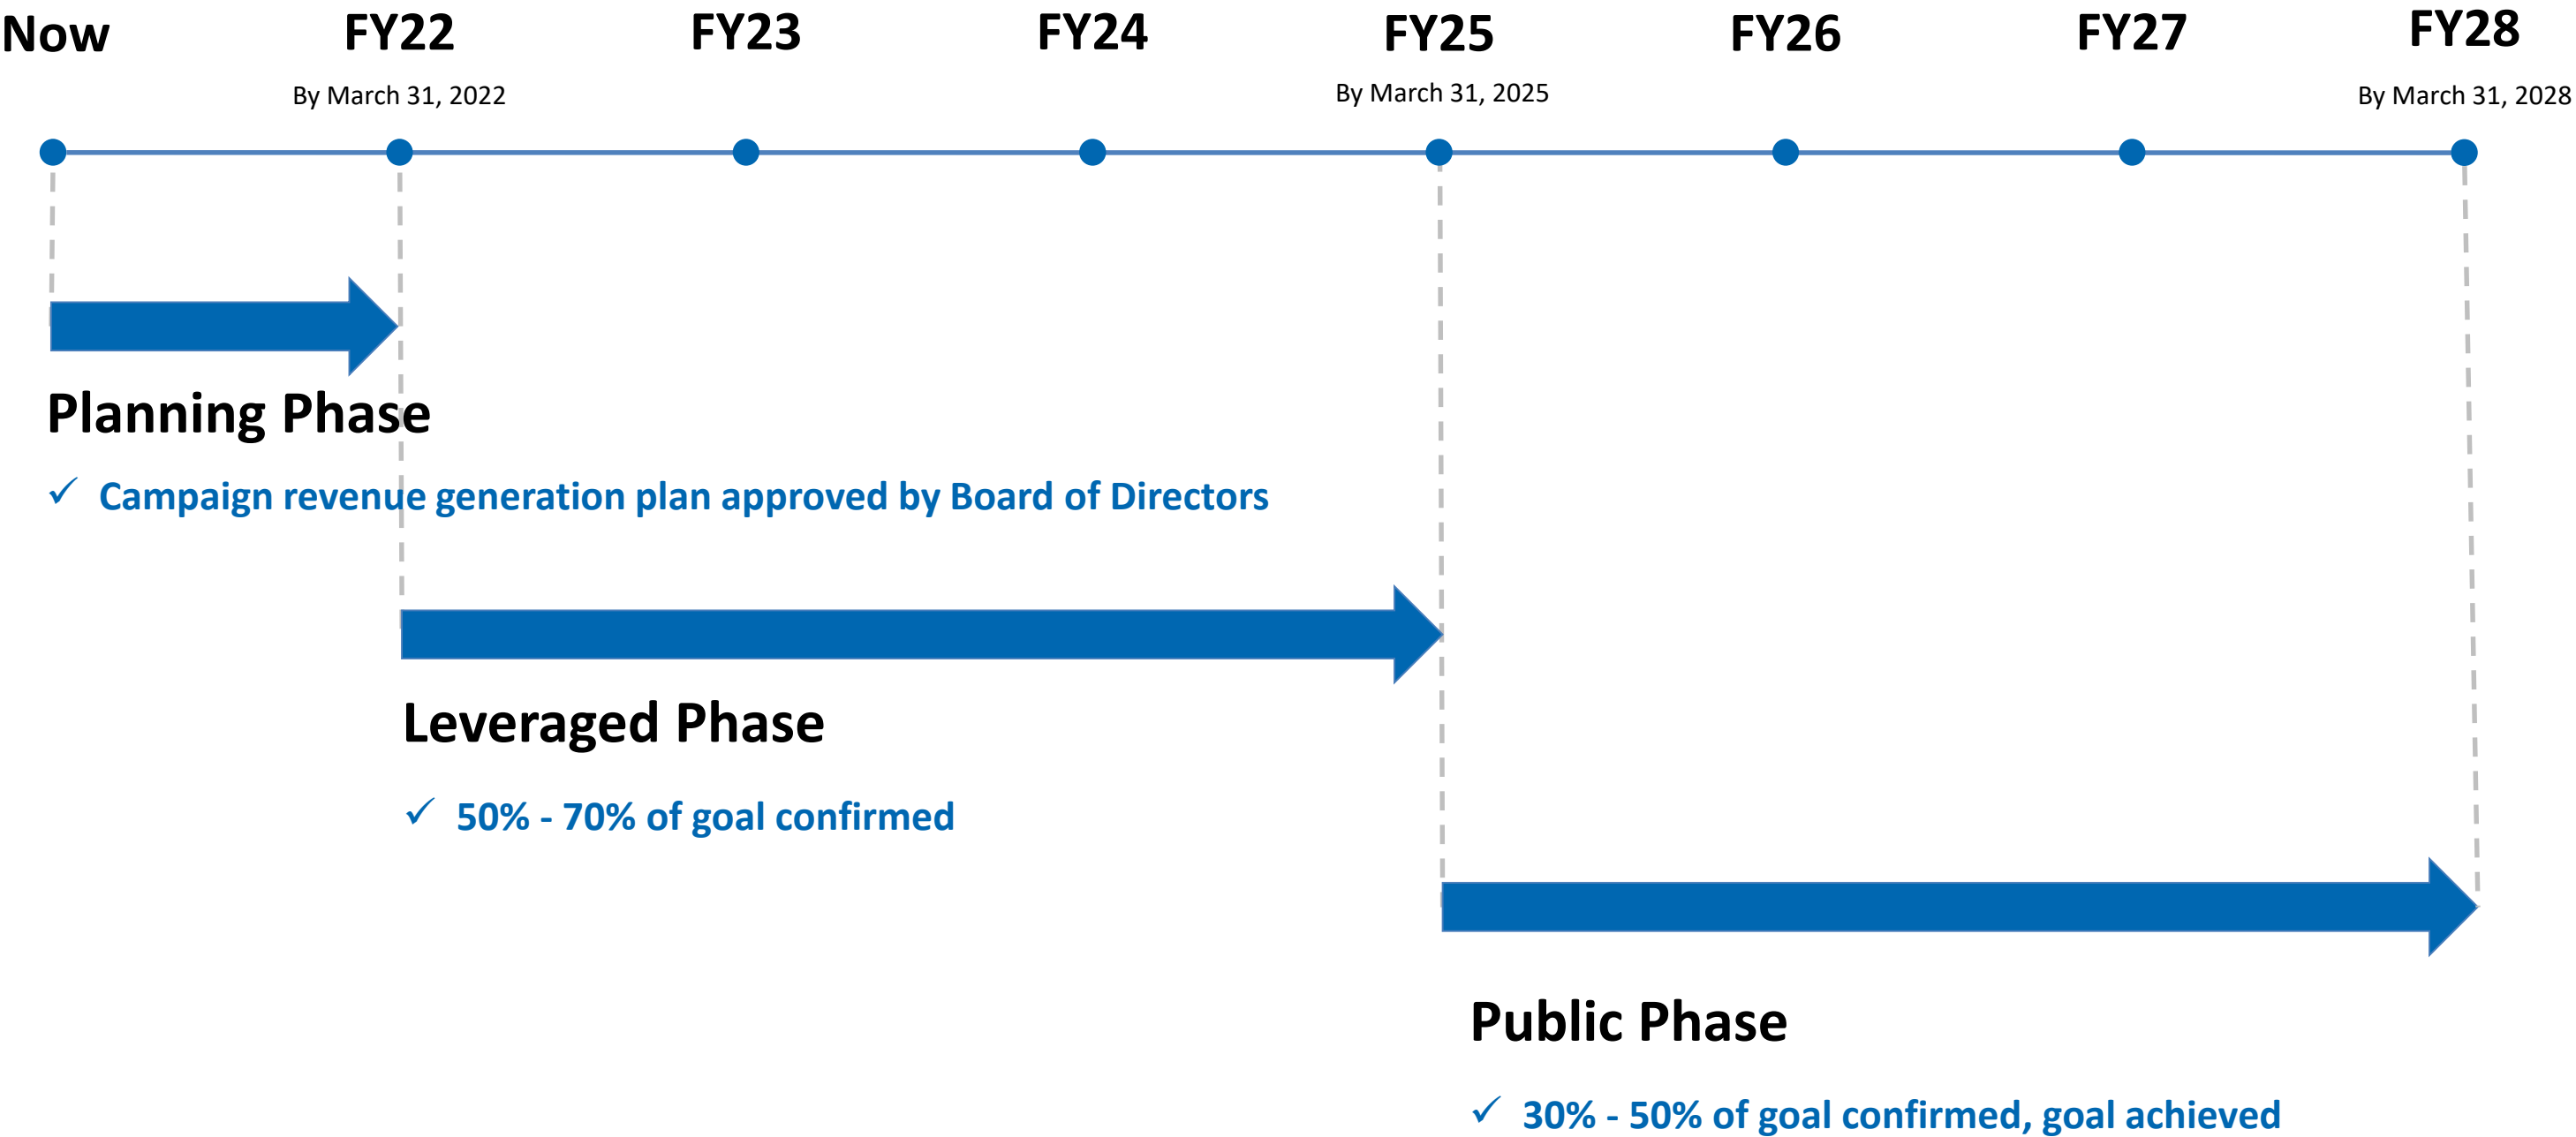 Now FY22 FY23 FY24 FY25 FY26 FY27 FY28
By March 31, 2022 By March 31, 2025 By March 31, 2028
Planning Phase
✓ Campaign revenue generation plan approved by Board of Directors
Leveraged Phase
✓ 50% - 70% of goal confirmed
Public Phase
✓ 30% - 50% of goal confirmed, goal achieved